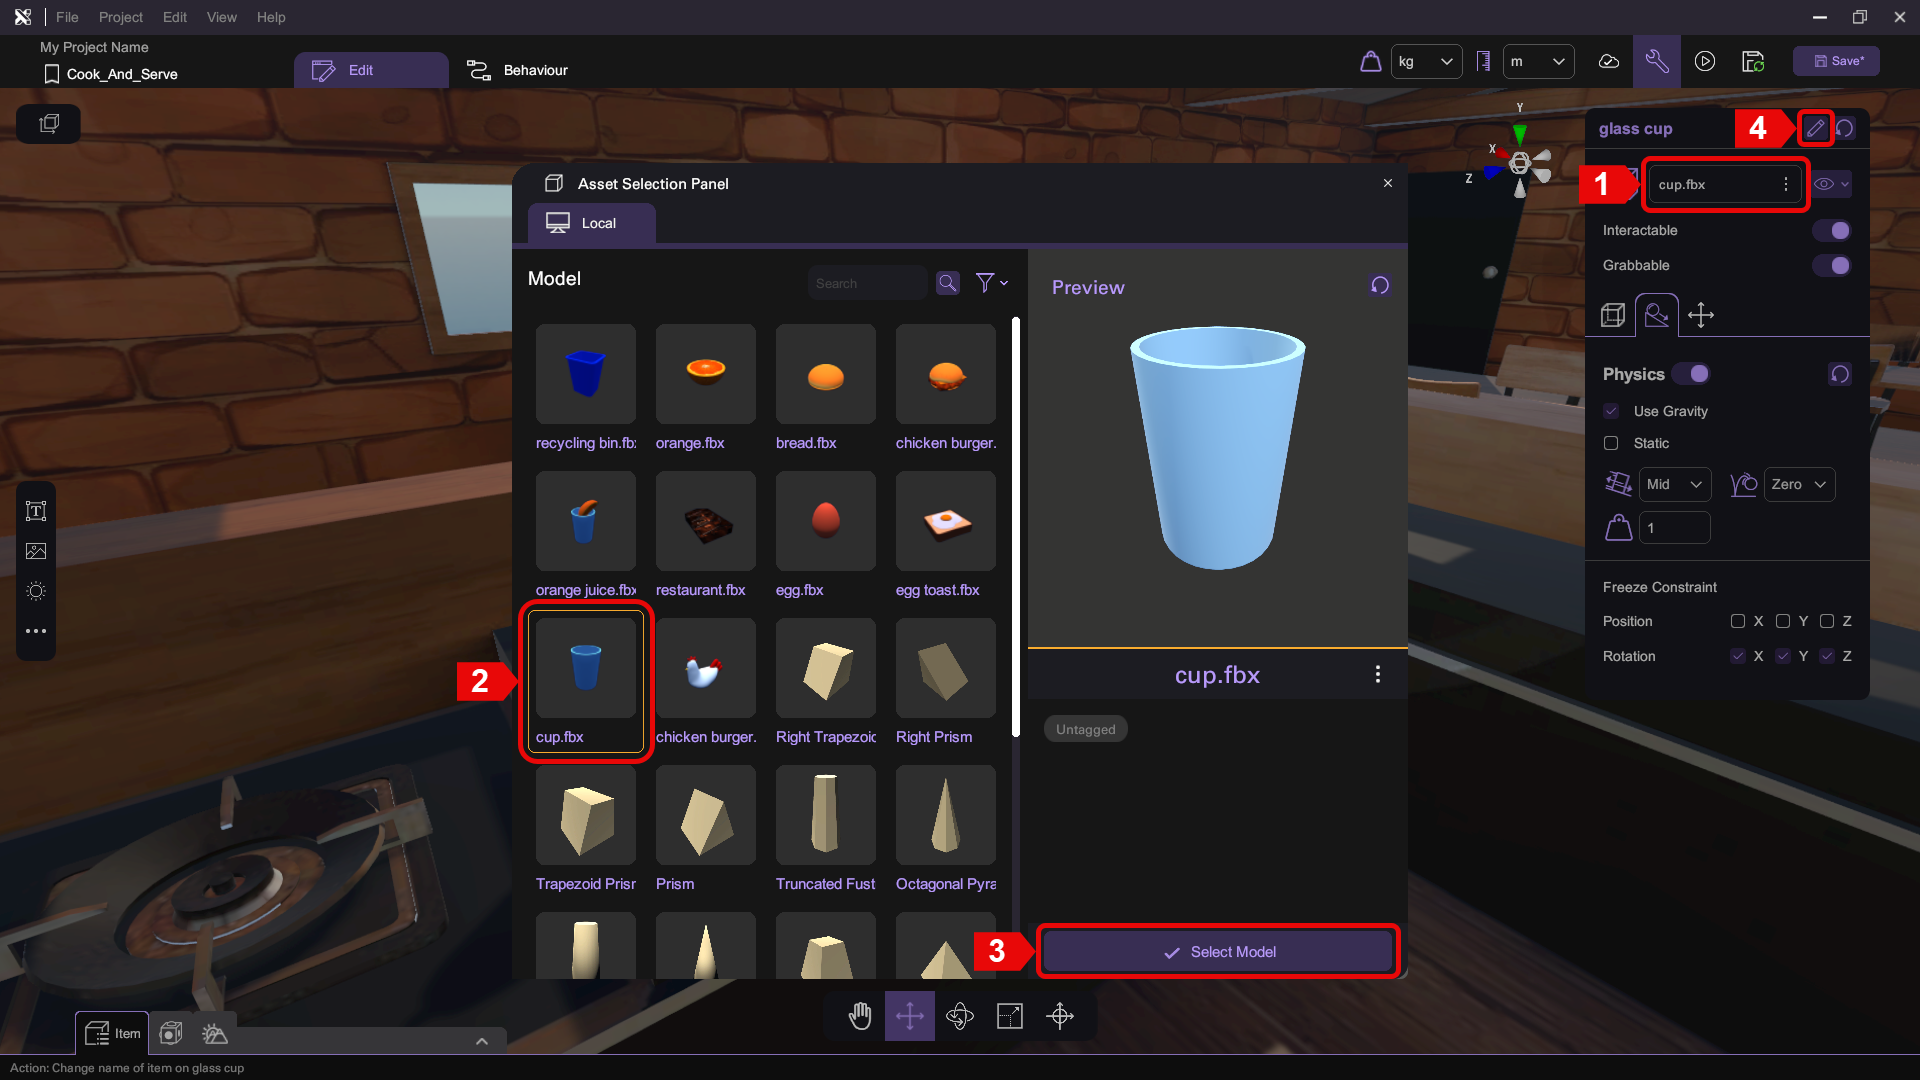 File Project Edit View Help
My Project Name
Cook_And_Serve
Edit
Behaviour
kg
m
Save*
Y
X
Z
glass cup
4
1
cup.fbx
Interactable
Grabbable
Physics
Use Gravity
Static
Mid
Zero
1
Freeze Constraint
Position X Y Z
Rotation X Y Z
Asset Selection Panel
Local
Model
Search
recycling bin.fb
orange.fbx
bread.fbx
chicken burger.
orange juice.fbx
restaurant.fbx
egg.fbx
egg toast.fbx
2
cup.fbx
chicken burger.
Right Trapezoid
Right Prism
Trapezoid Prisr
Prism
Truncated Fust
Octagonal Pyra
Preview
cup.fbx
Untagged
3
Select Model
T
Item
Action: Change name of item on glass cup